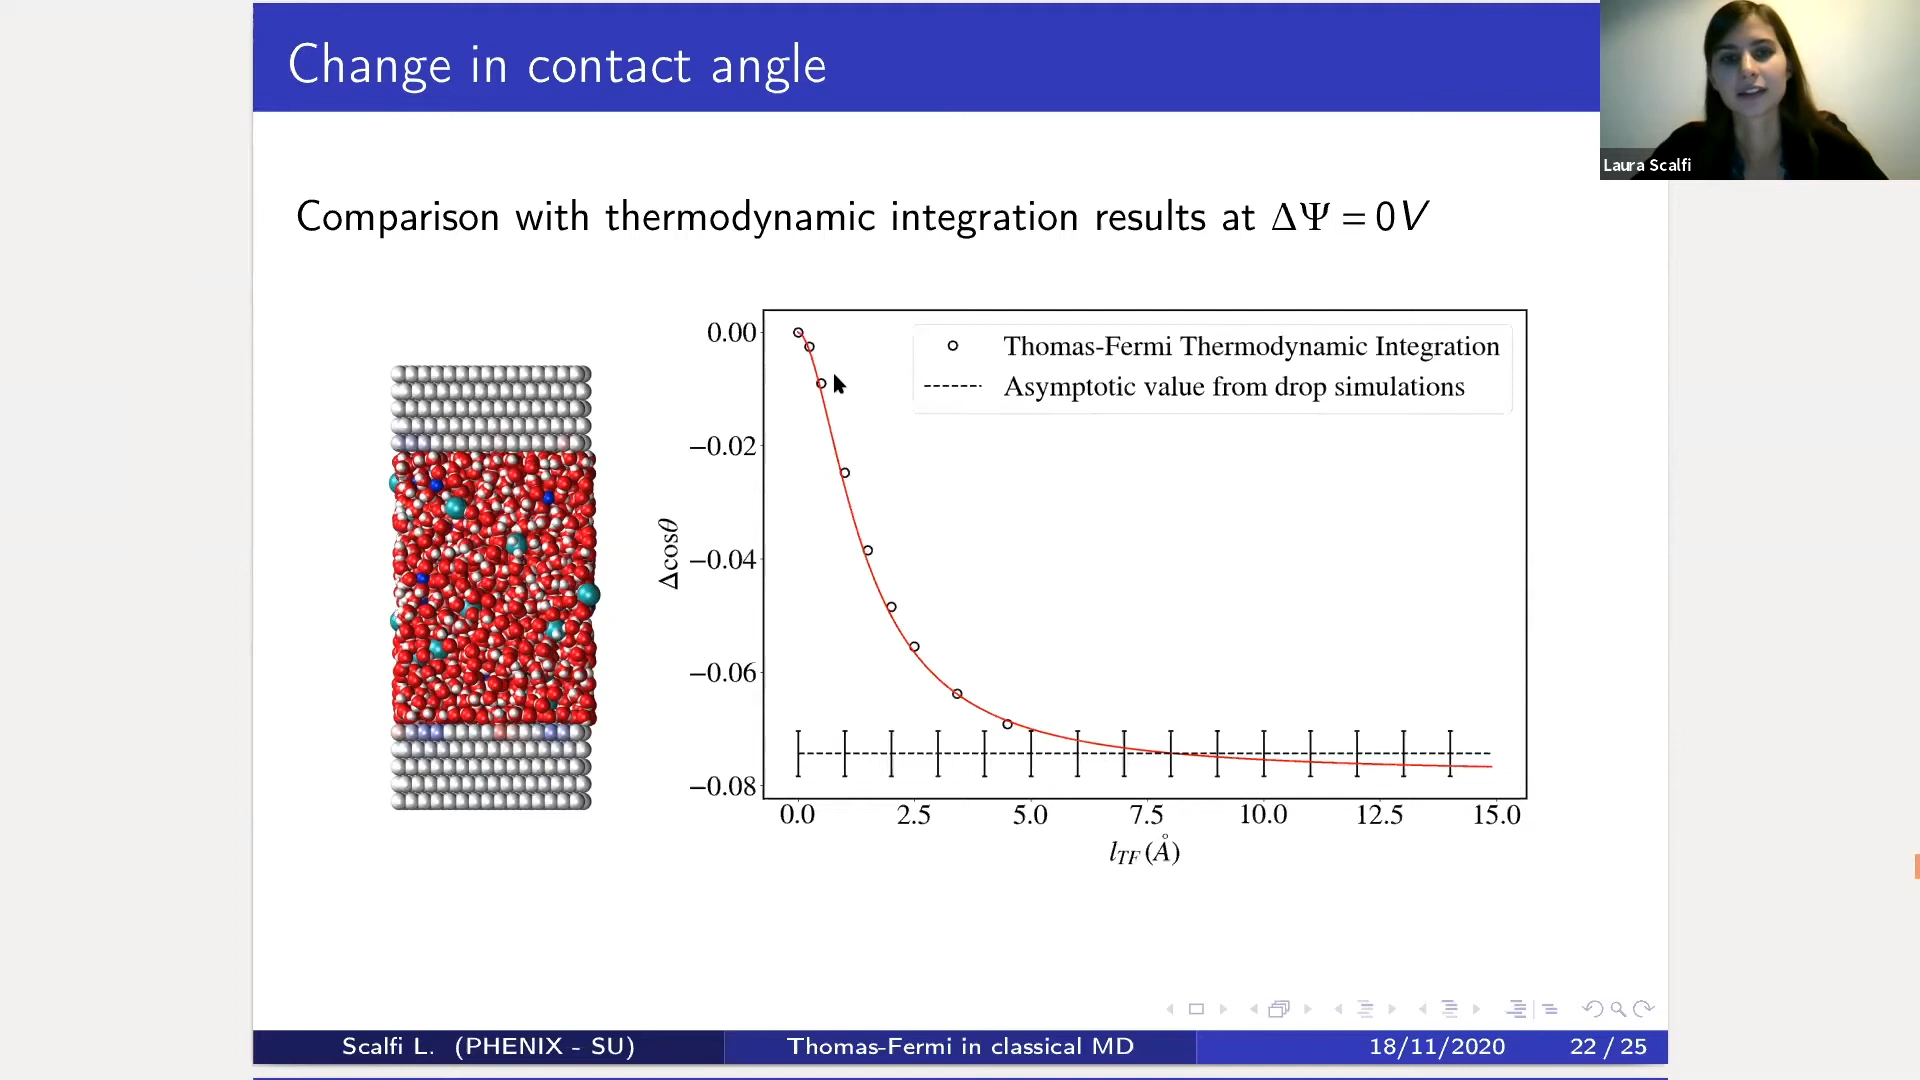 Change in contact angle
Laura Scalfi
Comparison with thermodynamic integration results at ΔΨ = 0V
Thomas-Fermi Thermodynamic Integration
Asymptotic value from drop simulations
0.00
−0.02
−0.04
−0.06
−0.08
Δcosθ
0.0 2.5 5.0 7.5 10.0 12.5 15.0
l_TF (Å)
Scalfi L. (PHENIX - SU) Thomas-Fermi in classical MD 18/11/2020 22 / 25